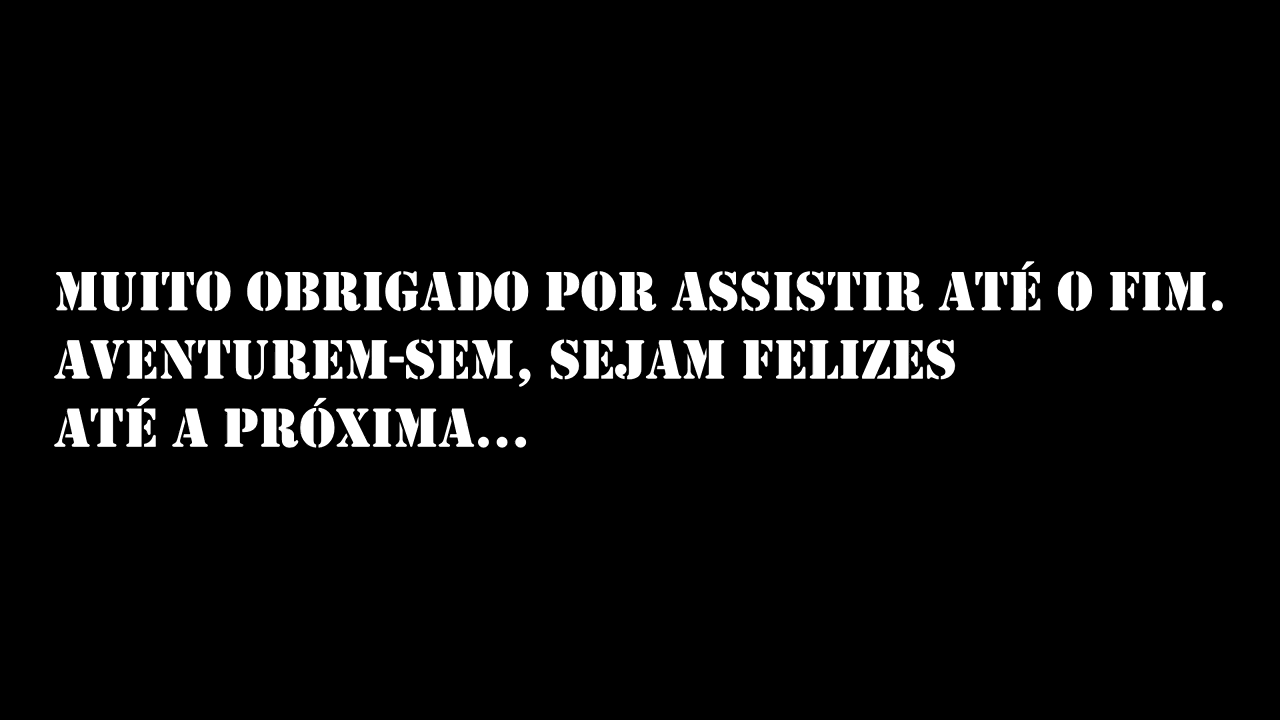 MUITO OBRIGADO POR ASSISTIR ATÉ O FIM.
AVENTUREM-SEM, SEJAM FELIZES
ATÉ A PRÓXIMA...